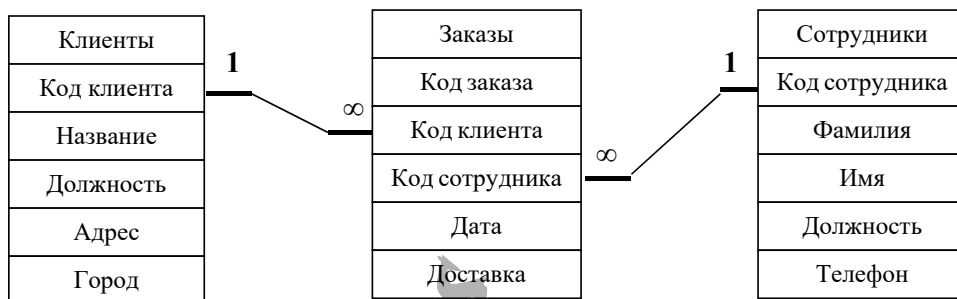 Клиенты
Код клиента
Название
Должность
Адрес
Город
1
∞
Заказы
Код заказа
Код клиента
Код сотрудника
Дата
Доставка
∞
1
Сотрудники
Код сотрудника
Фамилия
Имя
Должность
Телефон